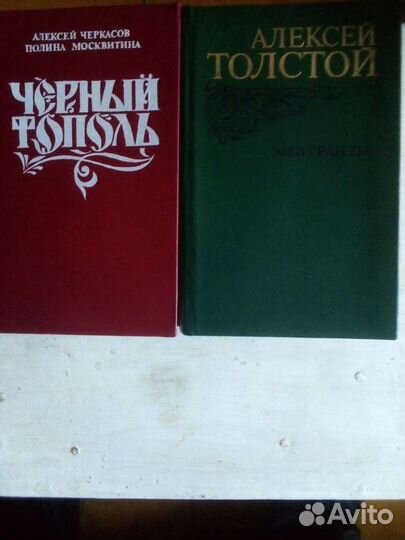 АЛЕКСЕЙ ЧЕРКАСОВ
ПОЛИНА МОСКВИТИНА
ЧЕРНЫЙ
ТОПОЛЬ
АЛЕКСЕЙ
ТОЛСТОЙ
ЭМИГРАНТЫ
Avito